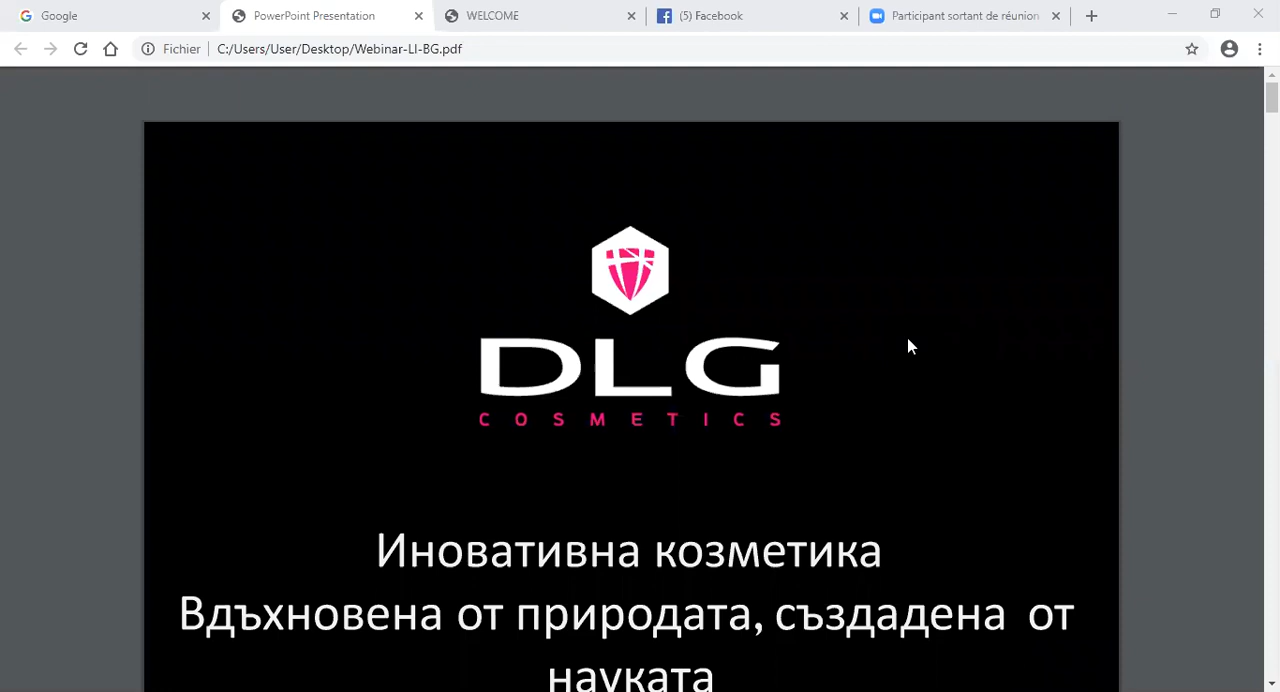 Google
PowerPoint Presentation
WELCOME
(5) Facebook
Participant sortant de réunion
Fichier
C:/Users/User/Desktop/Webinar-LI-BG.pdf
DLG
COSMETICS
Иновативна козметика
Вдъхновена от природата, създадена от
науката